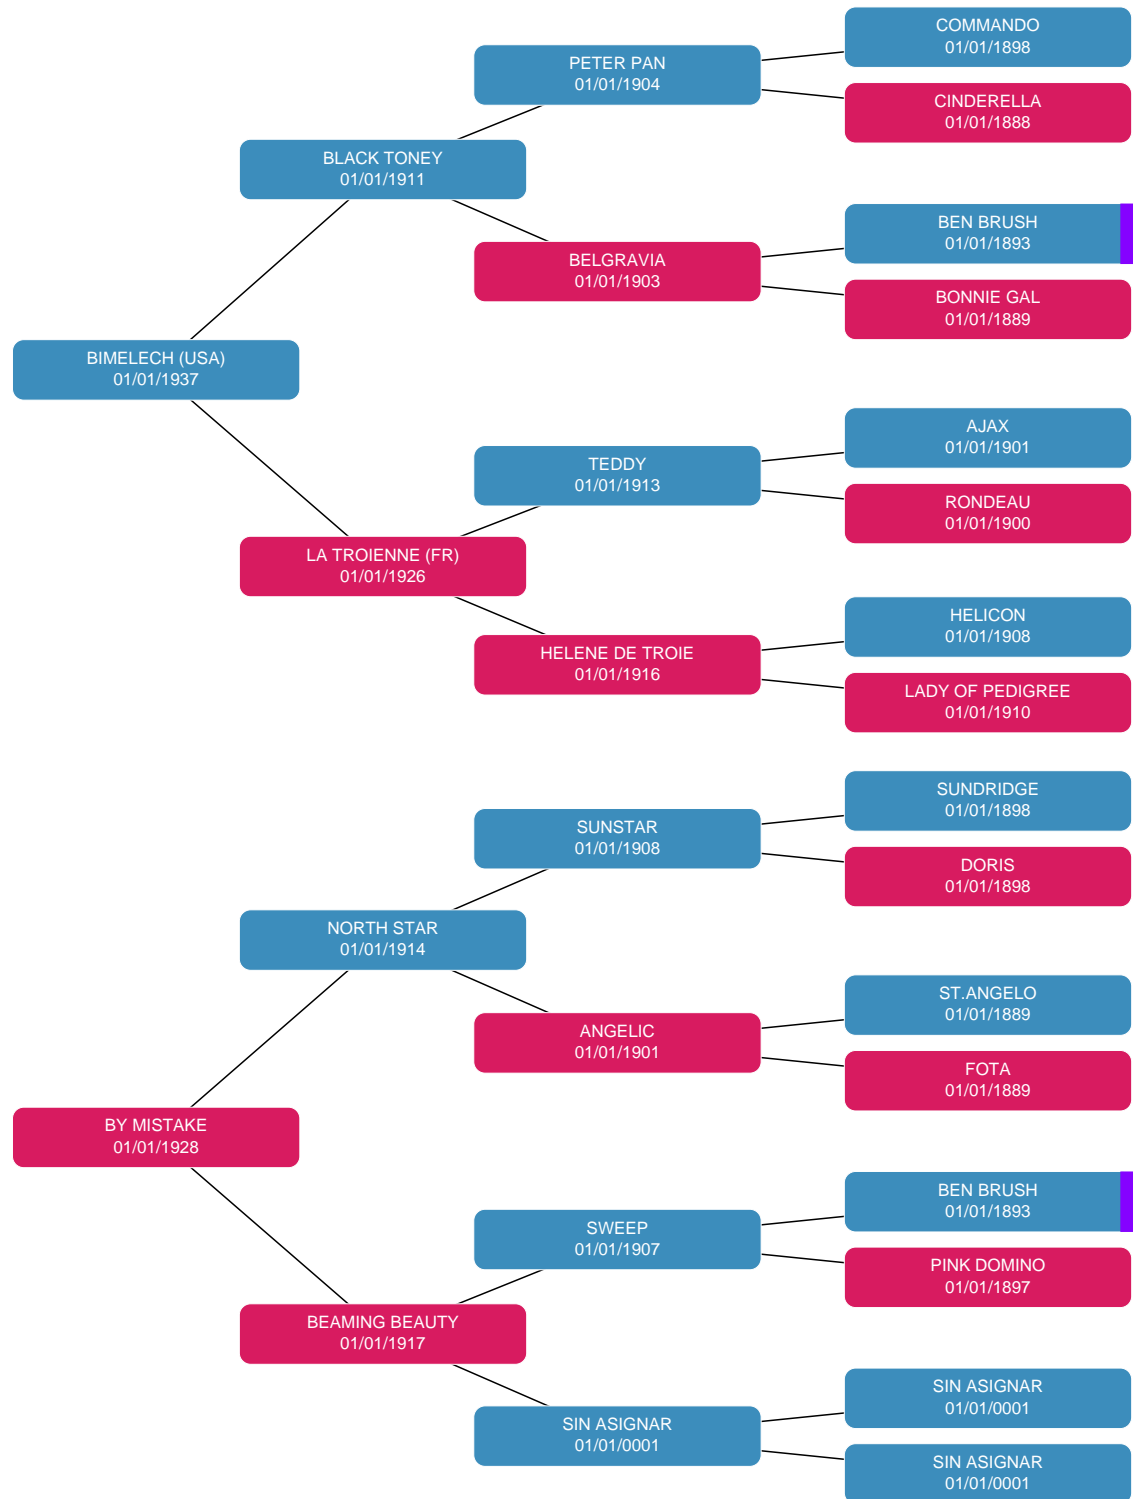 COMMANDO
01/01/1898
PETER PAN
01/01/1904
CINDERELLA
01/01/1888
BLACK TONEY
01/01/1911
BEN BRUSH
01/01/1893
BELGRAVIA
01/01/1903
BONNIE GAL
01/01/1889
BIMELECH (USA)
01/01/1937
AJAX
01/01/1901
TEDDY
01/01/1913
RONDEAU
01/01/1900
LA TROIENNE (FR)
01/01/1926
HELICON
01/01/1908
HELENE DE TROIE
01/01/1916
LADY OF PEDIGREE
01/01/1910
SUNDRIDGE
01/01/1898
SUNSTAR
01/01/1908
DORIS
01/01/1898
NORTH STAR
01/01/1914
ST.ANGELO
01/01/1889
ANGELIC
01/01/1901
FOTA
01/01/1889
BY MISTAKE
01/01/1928
BEN BRUSH
01/01/1893
SWEEP
01/01/1907
PINK DOMINO
01/01/1897
BEAMING BEAUTY
01/01/1917
SIN ASIGNAR
01/01/0001
SIN ASIGNAR
01/01/0001
SIN ASIGNAR
01/01/0001